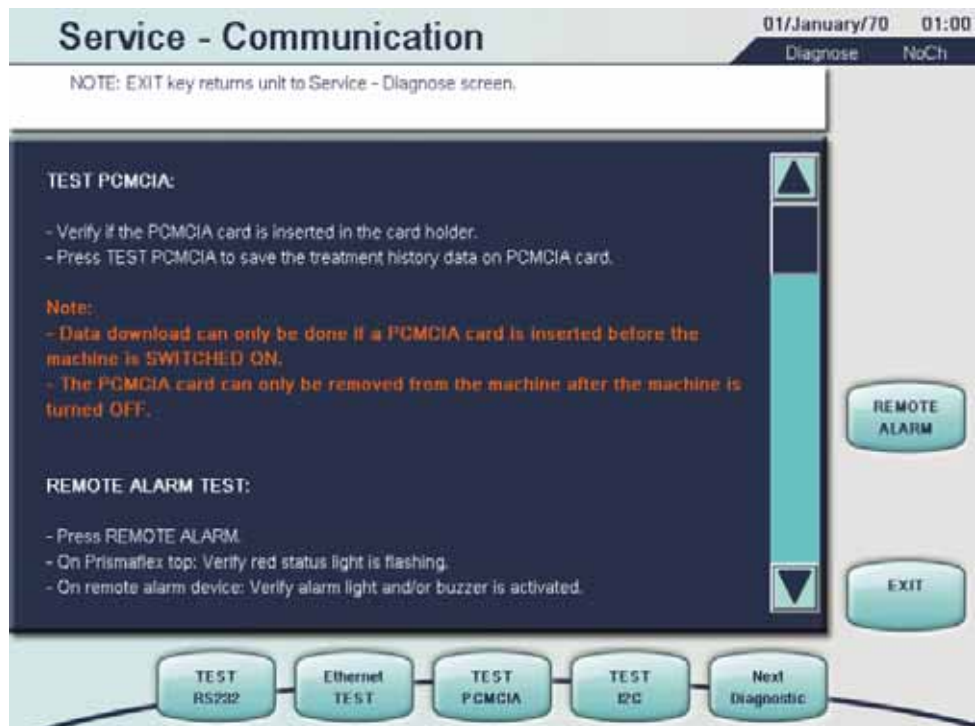 Service - Communication
01/January/70 01:00
Diagnose NoCh
NOTE: EXIT key returns unit to Service - Diagnose screen.
TEST PCMCIA:
- Verify if the PCMCIA card is inserted in the card holder.
- Press TEST PCMCIA to save the treatment history data on PCMCIA card.
Note:
- Data download can only be done if a PCMCIA card is inserted before the
machine is SWITCHED ON.
- The PCMCIA card can only be removed from the machine after the machine is
turned OFF.
REMOTE ALARM TEST:
- Press REMOTE ALARM.
- On Prismaflex top: Verify red status light is flashing.
- On remote alarm device: Verify alarm light and/or buzzer is activated.
REMOTE
ALARM
EXIT
TEST
RS232
Ethernet
TEST
TEST
PCMCIA
TEST
I2C
Next
Diagnostic